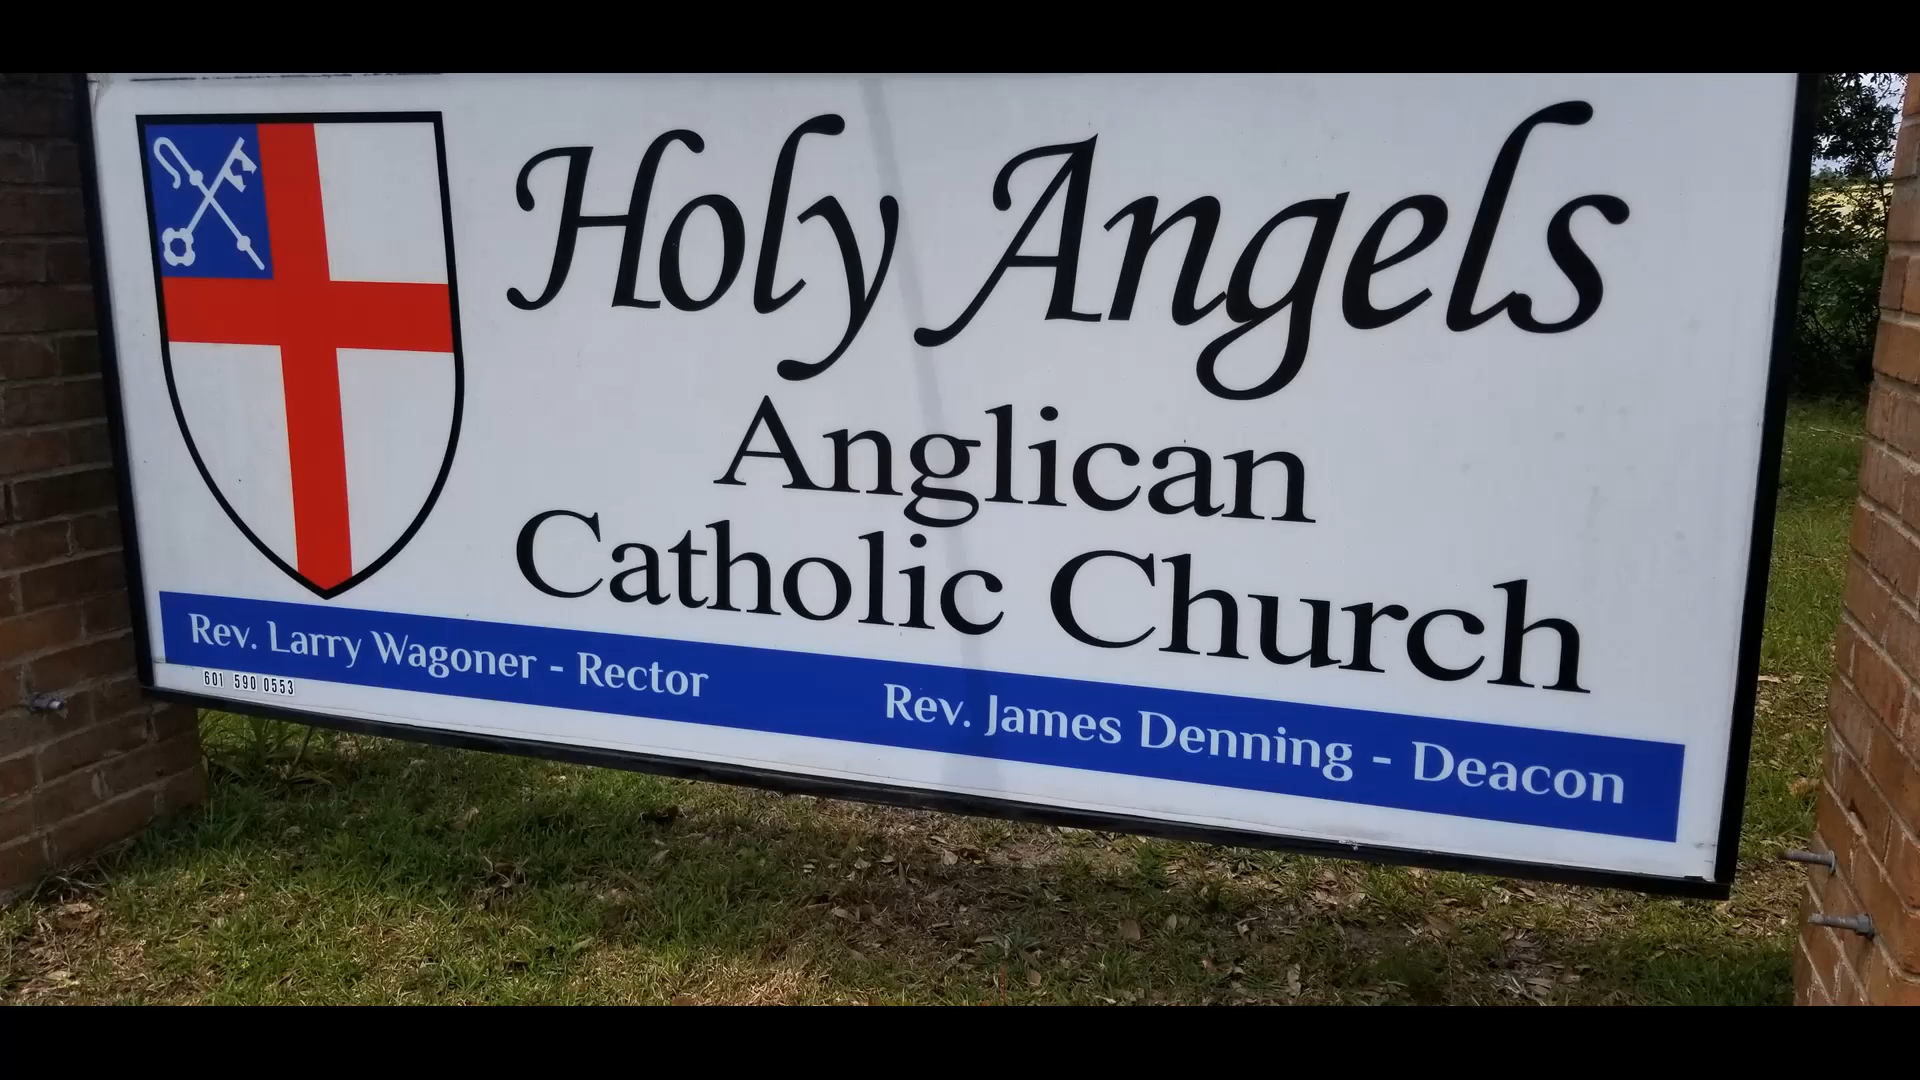 Holy Angels
Anglican
Catholic Church
Rev. Larry Wagoner - Rector
Rev. James Denning - Deacon
601 590 0553